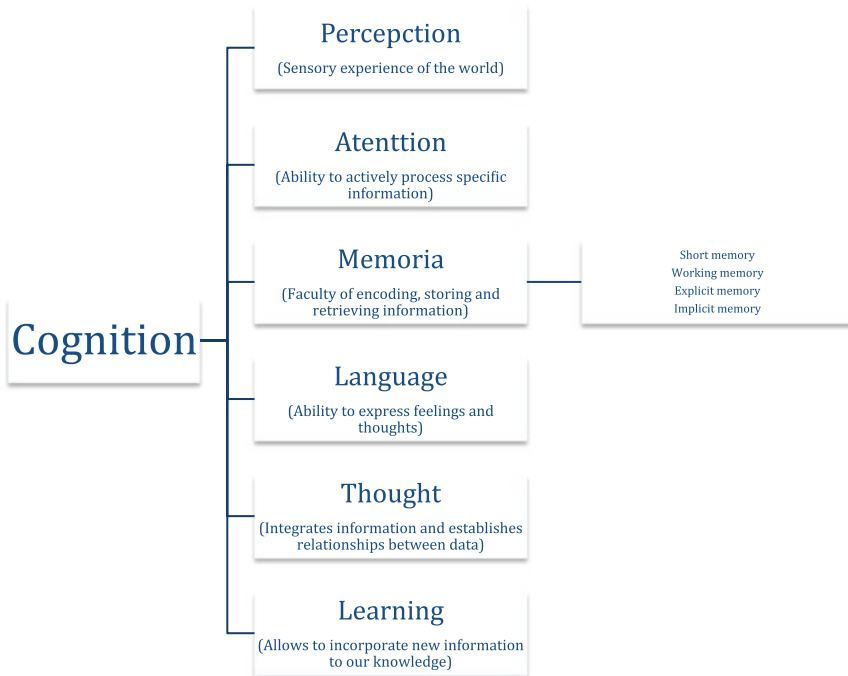 Percepction
(Sensory experience of the world)
Atenttion
(Ability to actively process specific
information)
Memoria
(Faculty of encoding, storing and
retrieving information)
Short memory
Working memory
Explicit memory
Implicit memory
Cognition
Language
(Ability to express feelings and
thoughts)
Thought
(Integrates information and establishes
relationships between data)
Learning
(Allows to incorporate new information
to our knowledge)